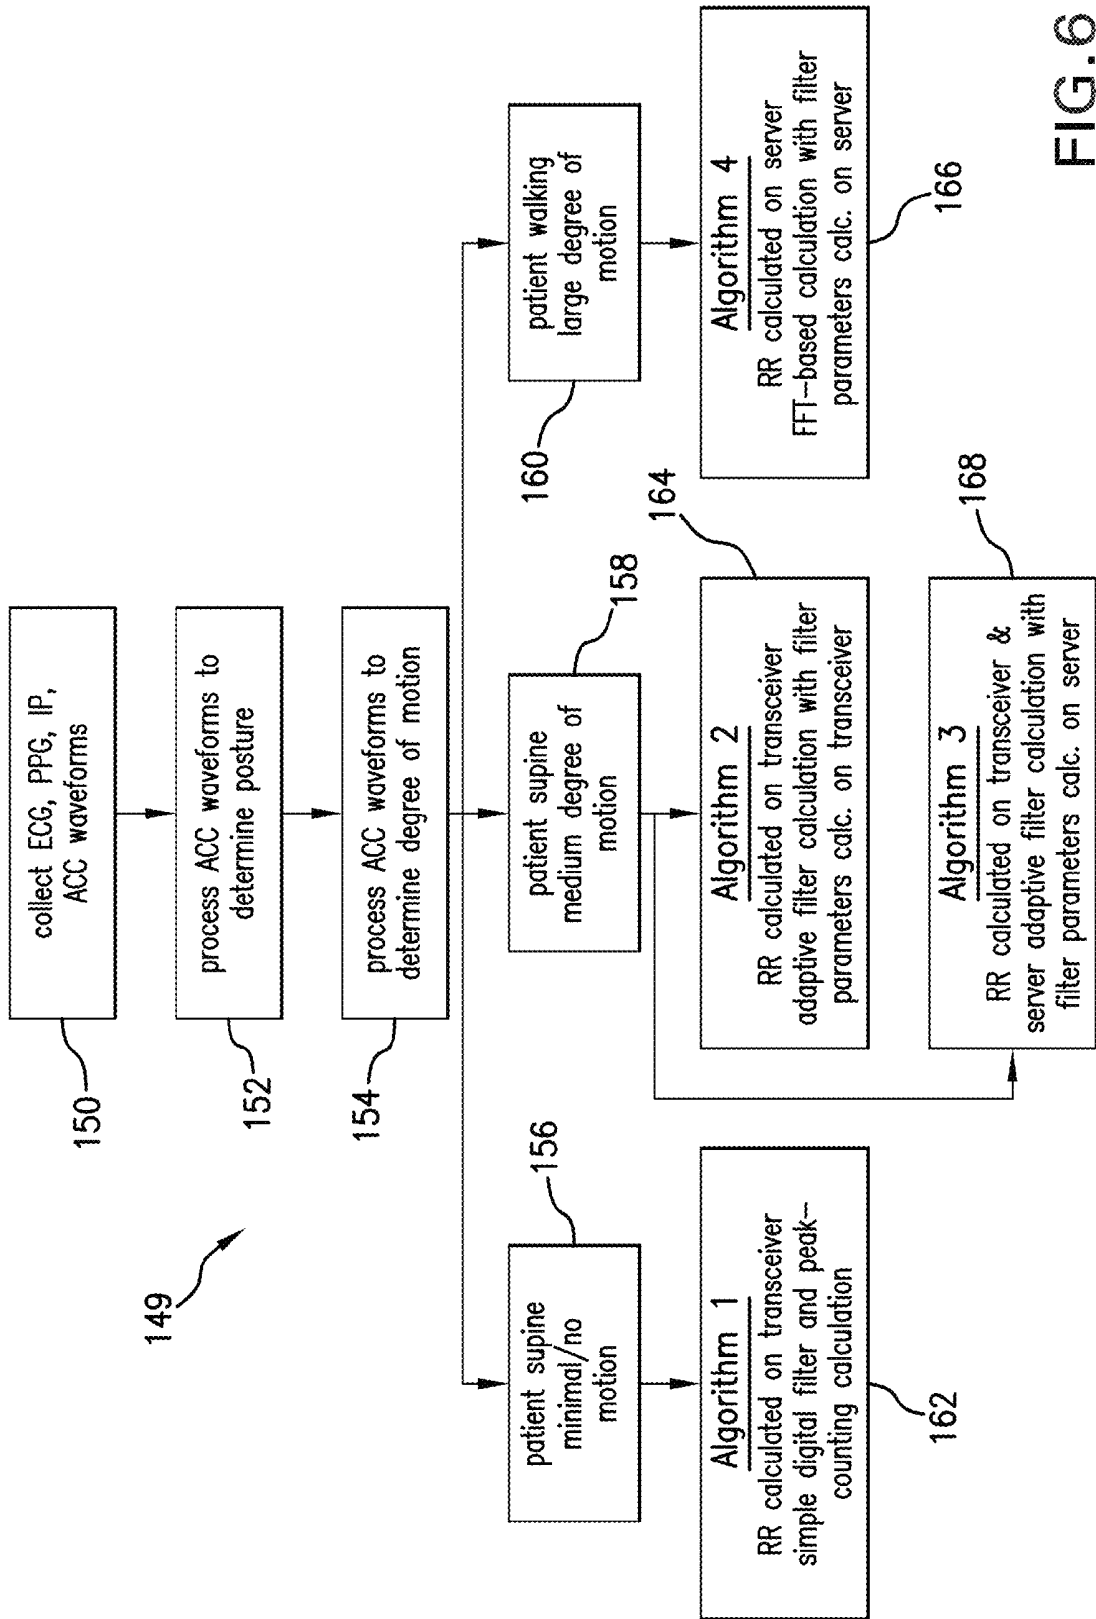 149
collect ECG, PPG, IP,
ACC waveforms
150
process ACC waveforms to
determine posture
152
process ACC waveforms to
determine degree of motion
154
patient supine
minimal/no
motion
156
patient supine
medium degree of
motion
158
patient walking
large degree of
motion
160
Algorithm 1
RR calculated on transceiver
simple digital filter and peak–
counting calculation
162
Algorithm 2
RR calculated on transceiver
adaptive filter calculation with filter
parameters calc. on transceiver
164
Algorithm 4
RR calculated on server
FFT–based calculation with filter
parameters calc. on server
166
Algorithm 3
RR calculated on transceiver &
server adaptive filter calculation with
filter parameters calc. on server
168
FIG.6